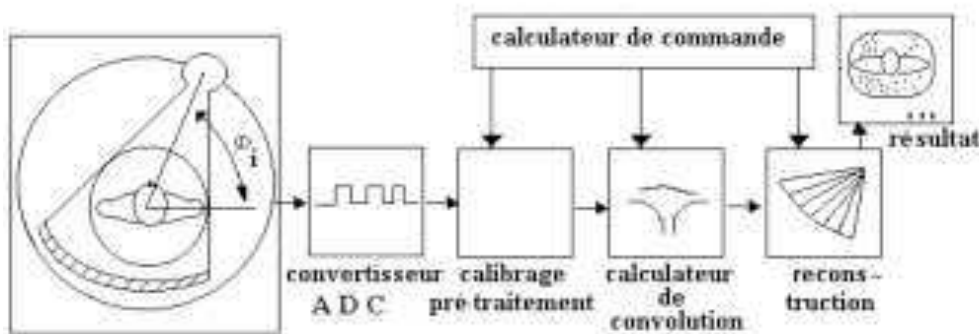 calculateur de commande
Φi
résultat
convertisseur
A D C
calibrage
pré traitement
calculateur
de
convolution
recons -
truction